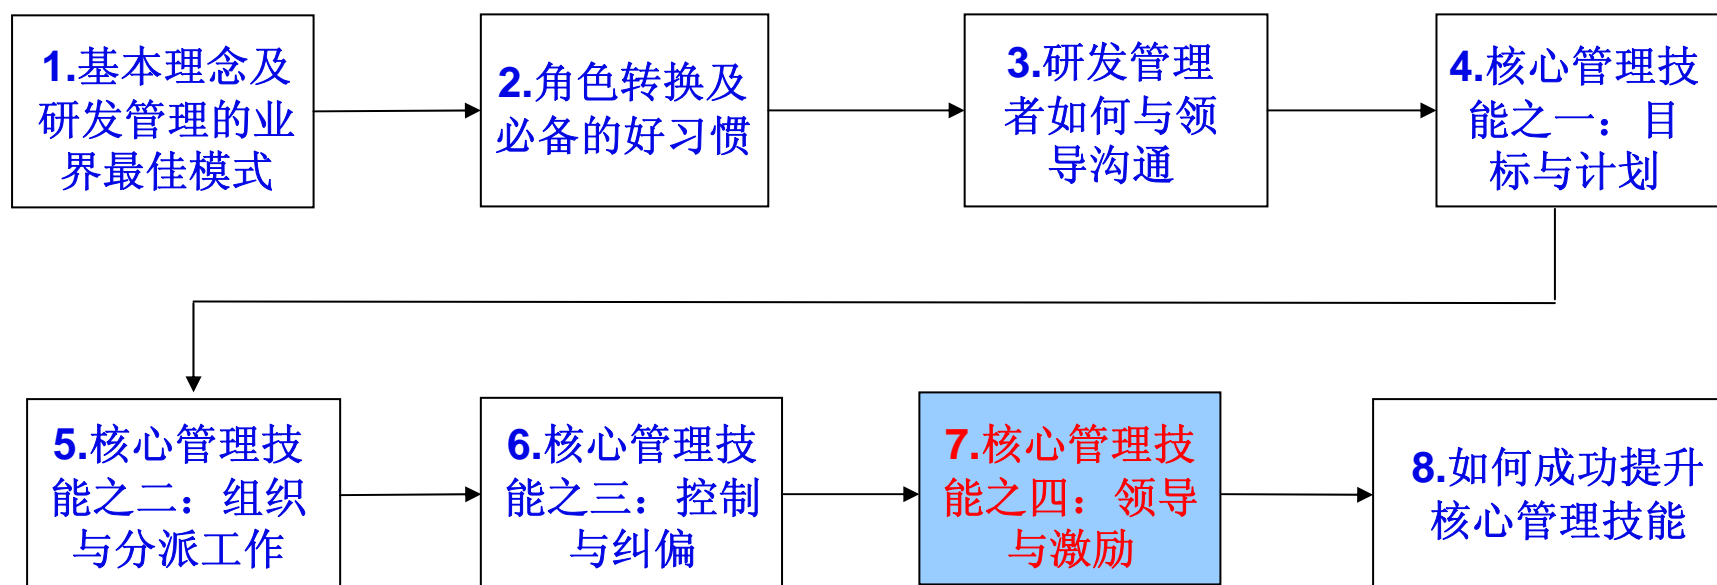 1.基本理念及
研发管理的业
界最佳模式
2.角色转换及
必备的好习惯
3.研发管理
者如何与领
导沟通
4.核心管理技
能之一：目
标与计划
5.核心管理技
能之二：组织
与分派工作
6.核心管理技
能之三：控制
与纠偏
7.核心管理技
能之四：领导
与激励
8.如何成功提升
核心管理技能